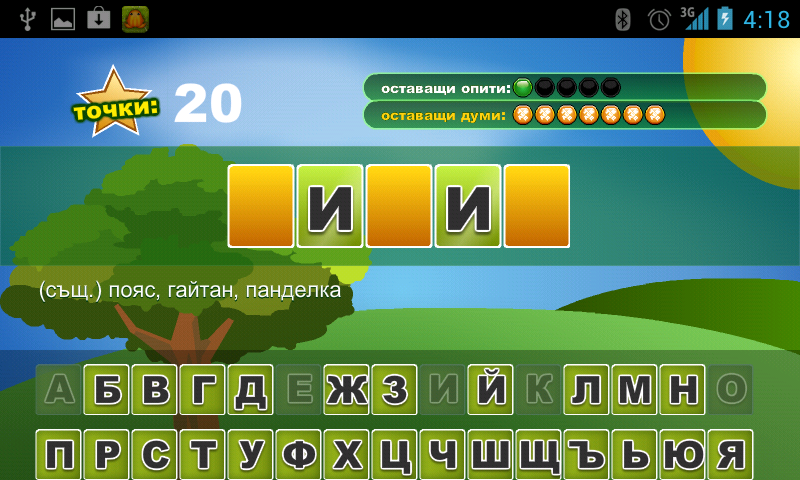 3G 4:18
точки: 20
оставащи опити:
оставащи думи:
И И
(същ.) пояс, гайтан, панделка
А Б В Г Д Е Ж З И Й К Л М Н О
П Р С Т У Ф Х Ц Ч Ш Щ Ъ Ь Ю Я